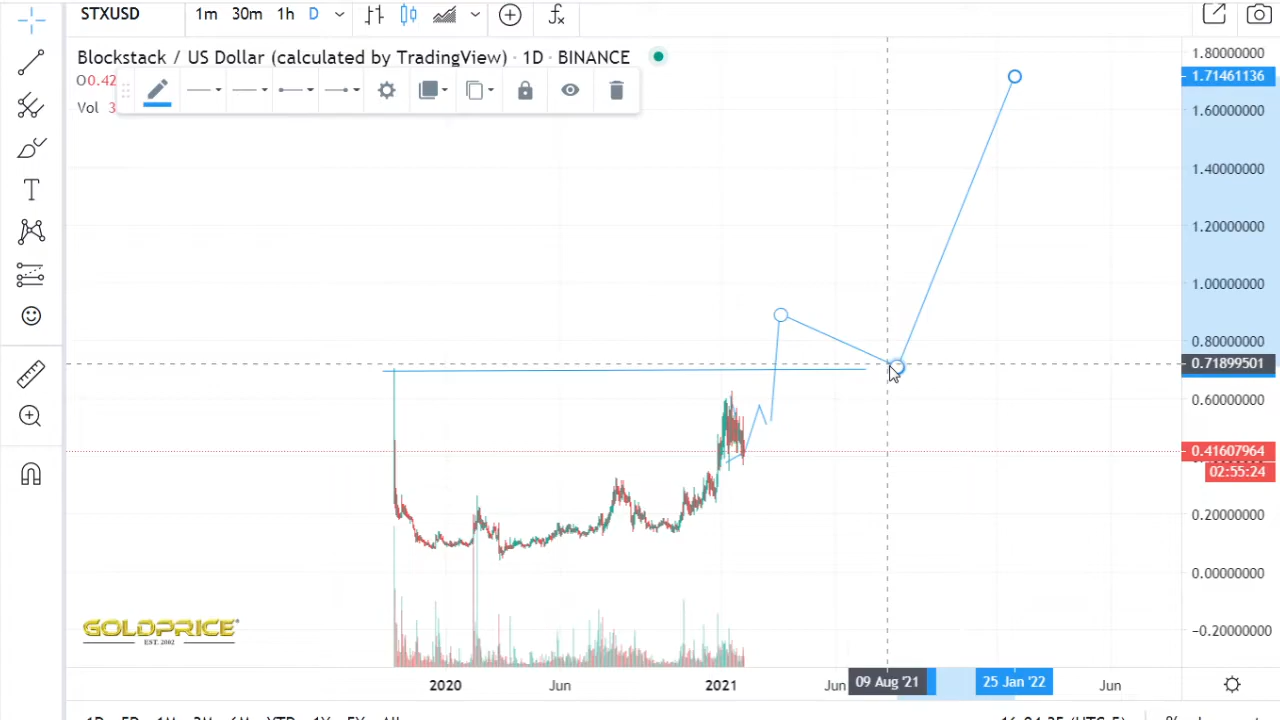 STXUSD 1m 30m 1h D
Blockstack / US Dollar (calculated by TradingView) · 1D · BINANCE
O0.42
Vol 3
1.80000000
1.71461136
1.60000000
1.40000000
1.20000000
1.00000000
0.80000000
0.71899501
0.60000000
0.41607964
02:55:24
0.20000000
0.00000000
−0.20000000
GOLDPRICE
EST. 2002
2020 Jun 2021 Jun 09 Aug '21 25 Jan '22 Jun